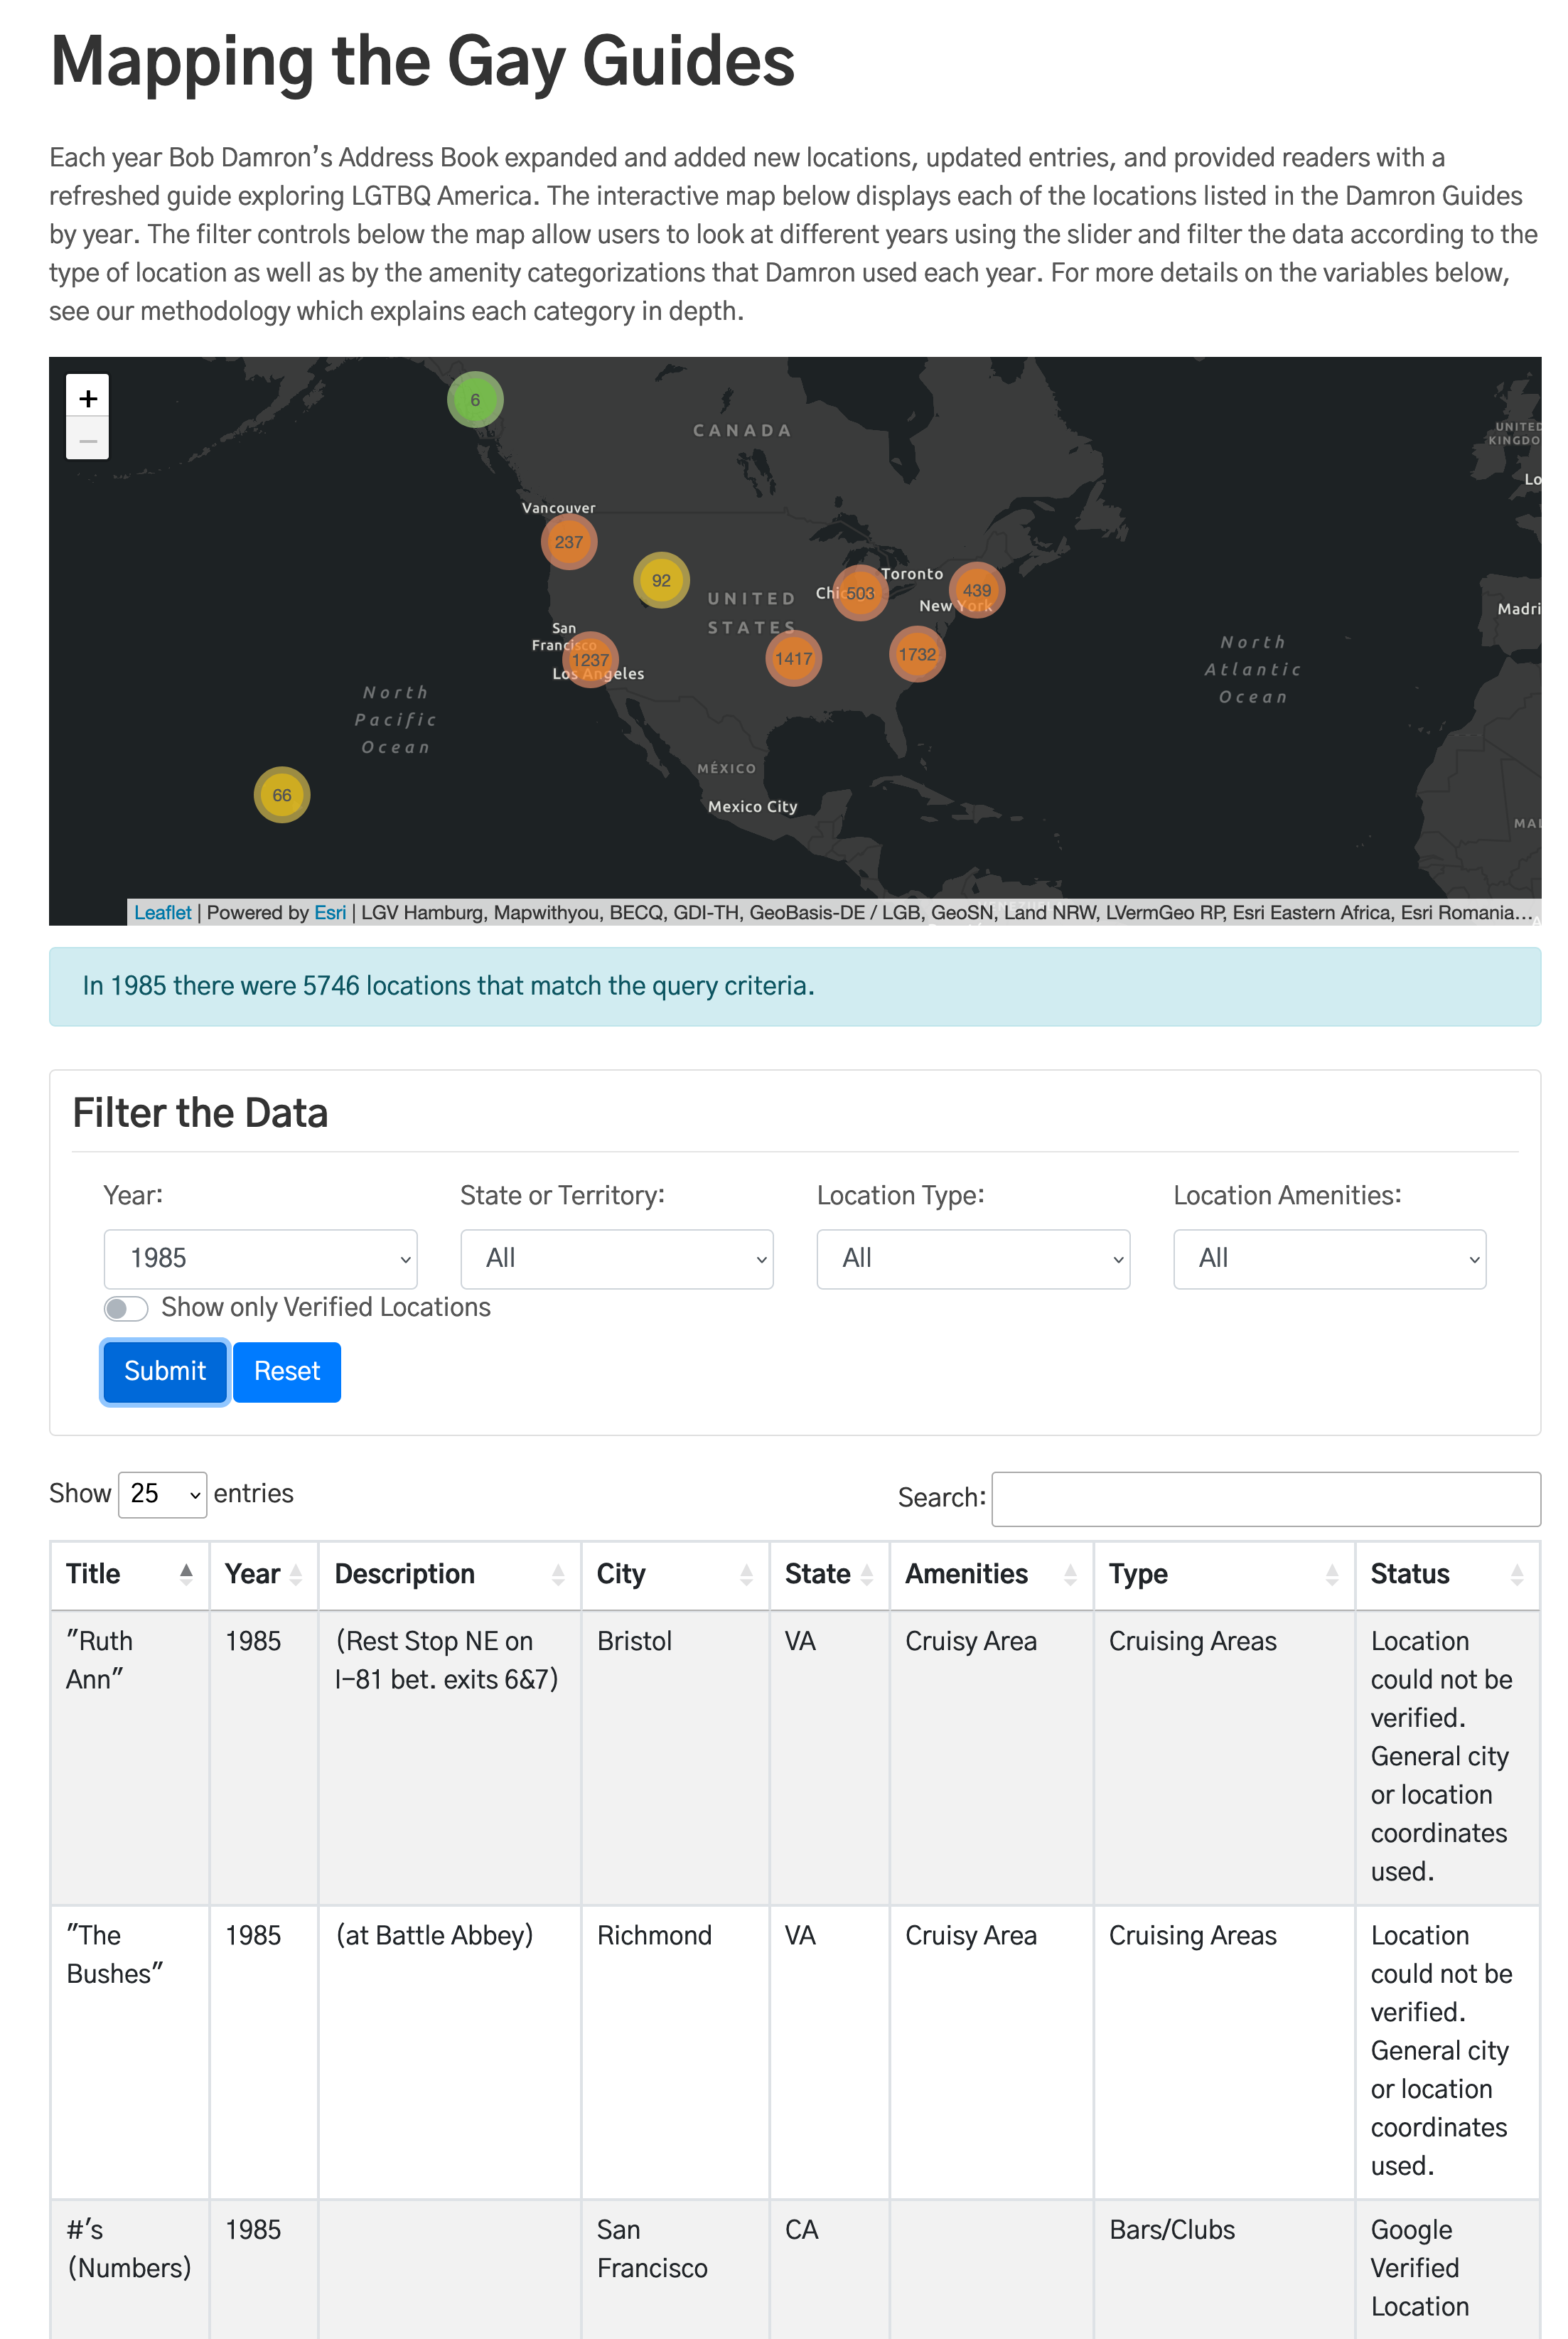 Mapping the Gay Guides
Each year Bob Damron's Address Book expanded and added new locations, updated entries, and provided readers with a
refreshed guide exploring LGTBQ America. The interactive map below displays each of the locations listed in the Damron Guides
by year. The filter controls below the map allow users to look at different years using the slider and filter the data according to the
type of location as well as by the amenity categorizations that Damron used each year. For more details on the variables below,
see our methodology which explains each category in depth.
+
−
6
CANADA
UNITED
KINGDO
Lo
Vancouver
237
92
Toronto
Chi
503
439
New York
UNITED
STATES
Madri
San
Francisco
1237
Los Angeles
1417
1732
North
Atlantic
Ocean
North
Pacific
Ocean
MÉXICO
Mexico City
66
MAL
Leaflet | Powered by Esri | LGV Hamburg, Mapwithyou, BECQ, GDI-TH, GeoBasis-DE / LGB, GeoSN, Land NRW, LVermGeo RP, Esri Eastern Africa, Esri Romania...
In 1985 there were 5746 locations that match the query criteria.
Filter the Data
Year: State or Territory: Location Type: Location Amenities:
1985 All All All
Show only Verified Locations
Submit Reset
Show 25 entries Search:
Title Year Description City State Amenities Type Status
"Ruth 1985 (Rest Stop NE on Bristol VA Cruisy Area Cruising Areas Location
Ann" I-81 bet. exits 6&7) could not be
verified.
General city
or location
coordinates
used.
"The 1985 (at Battle Abbey) Richmond VA Cruisy Area Cruising Areas Location
Bushes" could not be
verified.
General city
or location
coordinates
used.
#'s 1985 San CA Bars/Clubs Google
(Numbers) Francisco Verified
Location